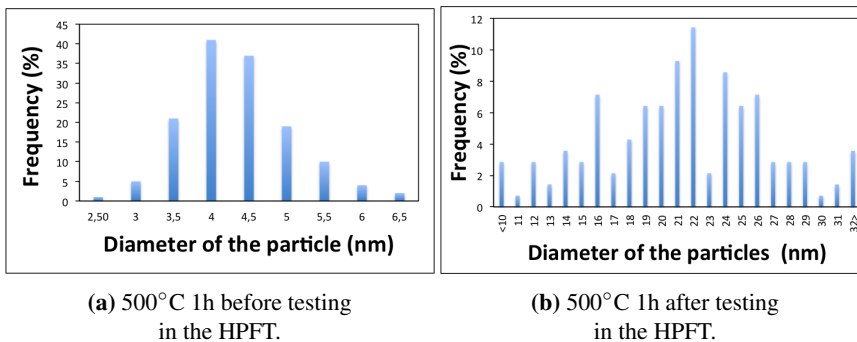 Frequency (%)
45
40
35
30
25
20
15
10
5
0
2,50 3 3,5 4 4,5 5 5,5 6 6,5
Diameter of the particle (nm)
(a) 500°C 1h before testing
in the HPFT.
Frequency (%)
12
10
8
6
4
2
0
<10 11 12 13 14 15 16 17 18 19 20 21 22 23 24 25 26 27 28 29 30 31 32>
Diameter of the particles (nm)
(b) 500°C 1h after testing
in the HPFT.